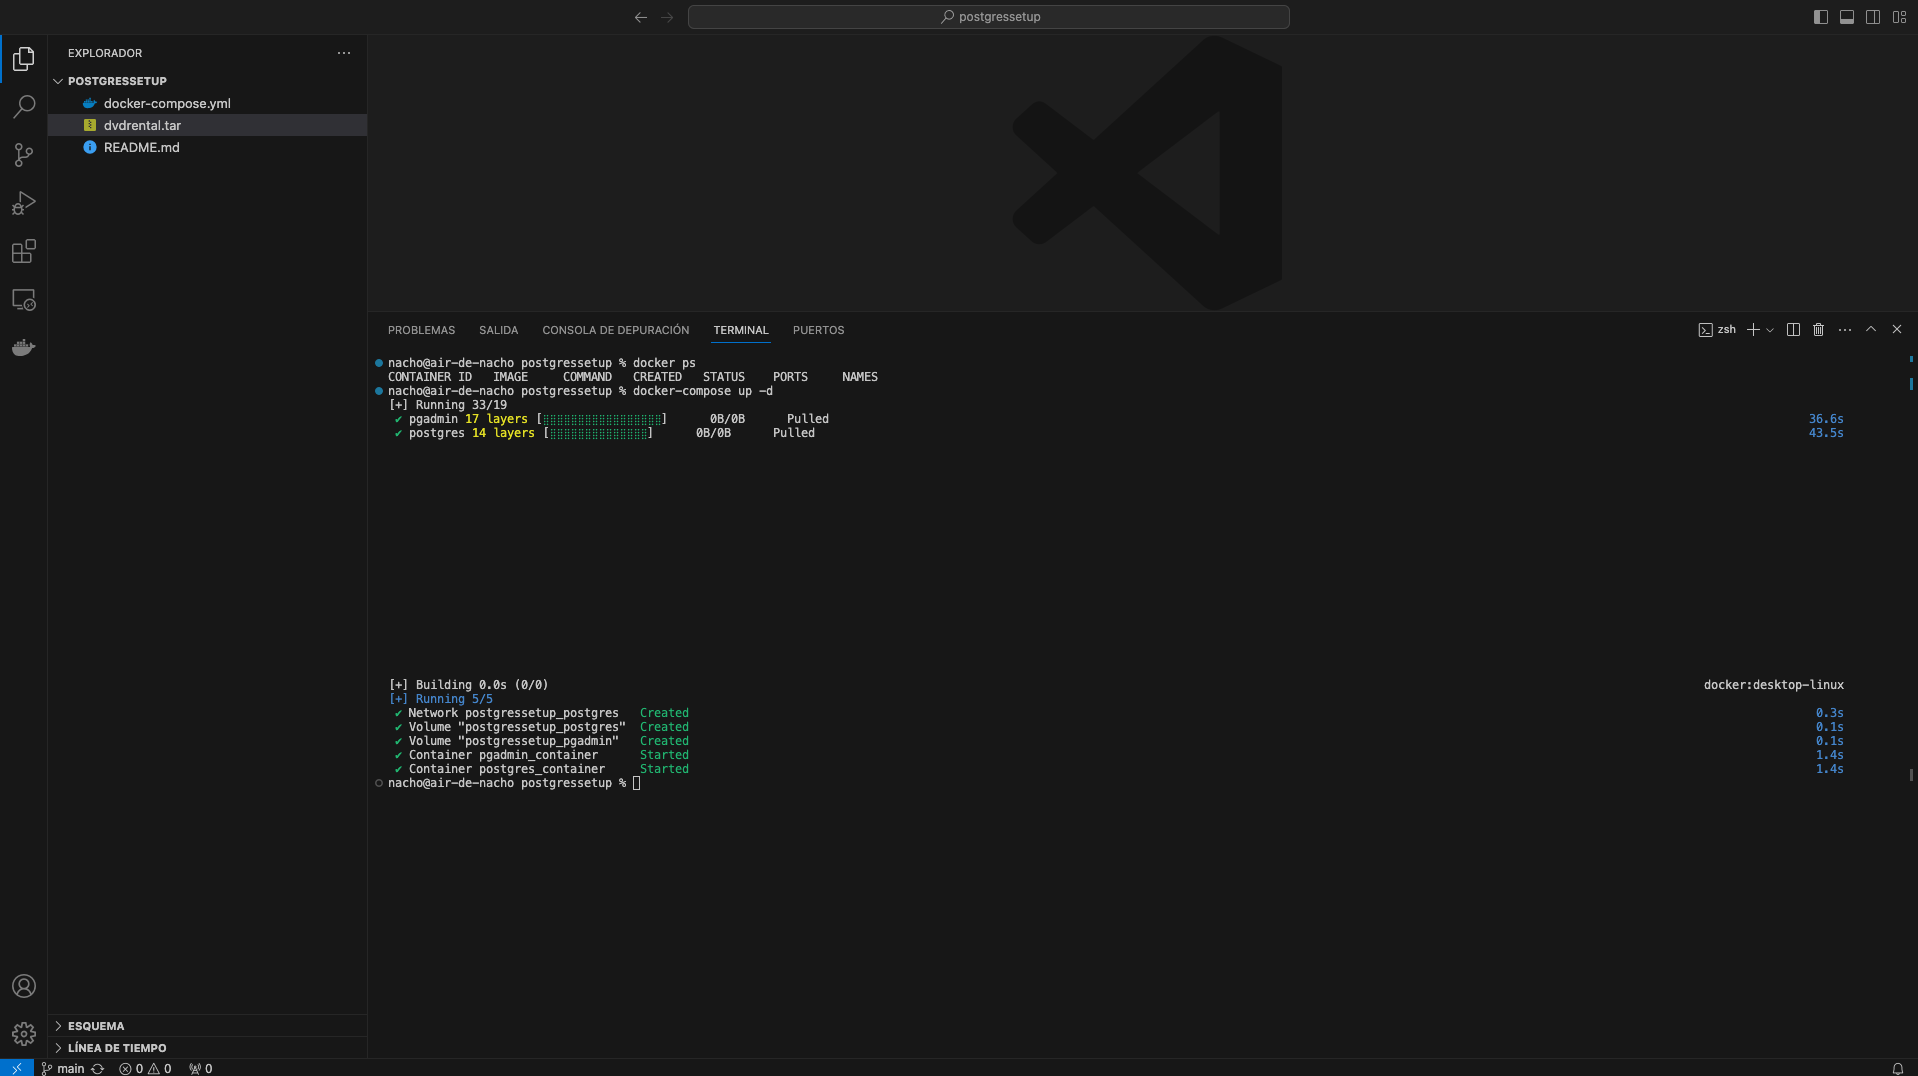 postgressetup
EXPLORADOR
POSTGRESSETUP
docker-compose.yml
dvdrental.tar
README.md
PROBLEMAS SALIDA CONSOLA DE DEPURACIÓN TERMINAL PUERTOS
zsh
nacho@air-de-nacho postgressetup % docker ps
CONTAINER ID IMAGE COMMAND CREATED STATUS PORTS NAMES
nacho@air-de-nacho postgressetup % docker-compose up -d
[+] Running 33/19
✔ pgadmin 17 layers [⣿⣿⣿⣿⣿⣿⣿⣿⣿⣿⣿⣿⣿⣿⣿⣿⣿] 0B/0B Pulled 36.6s
✔ postgres 14 layers [⣿⣿⣿⣿⣿⣿⣿⣿⣿⣿⣿⣿⣿⣿] 0B/0B Pulled 43.5s
[+] Building 0.0s (0/0) docker:desktop-linux
[+] Running 5/5
✔ Network postgressetup_postgres Created 0.3s
✔ Volume "postgressetup_postgres" Created 0.1s
✔ Volume "postgressetup_pgadmin" Created 0.1s
✔ Container pgadmin_container Started 1.4s
✔ Container postgres_container Started 1.4s
nacho@air-de-nacho postgressetup %
ESQUEMA
LÍNEA DE TIEMPO
main 0 0 0